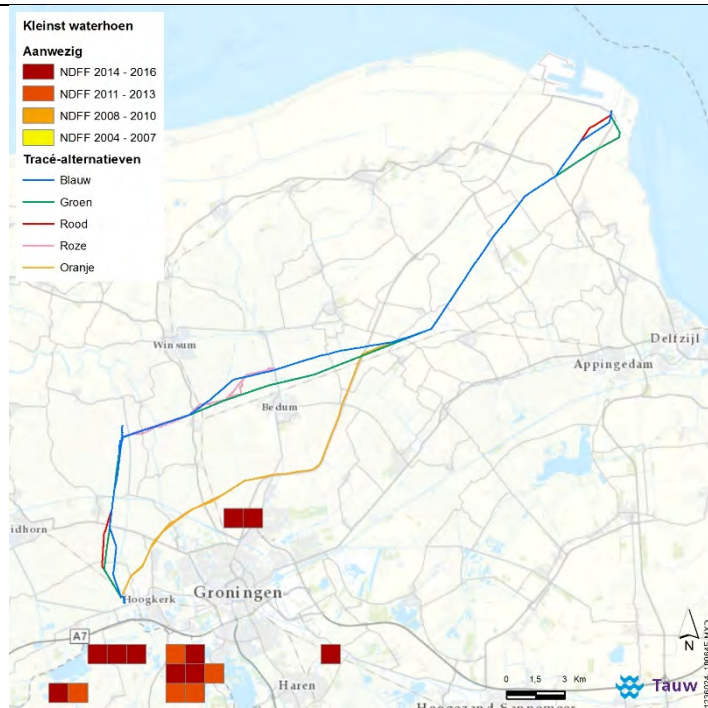 Kleinst waterhoen
Aanwezig
NDFF 2014 - 2016
NDFF 2011 - 2013
NDFF 2008 - 2010
NDFF 2004 - 2007
Tracé-alternatieven
Blauw
Groen
Rood
Roze
Oranje
Winsum
Delfzijl
Appingedam
Bedum
idhorn
Groningen
Hoogkerk
A7
Haren
N
0 1,5 3 Km
Tauw